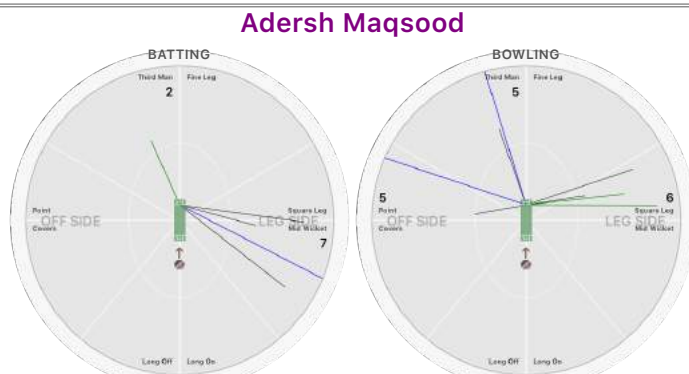 Adersh Maqsood
BATTING
Third Man Fine Leg
2
Point
OFF SIDE
Covers
Square Leg
LEG SIDE
Mid Wicket
7
Long Off Long On
BOWLING
Third Man Fine Leg
5
5
Point
OFF SIDE
Covers
6
Square Leg
LEG SIDE
Mid Wicket
Long Off Long On